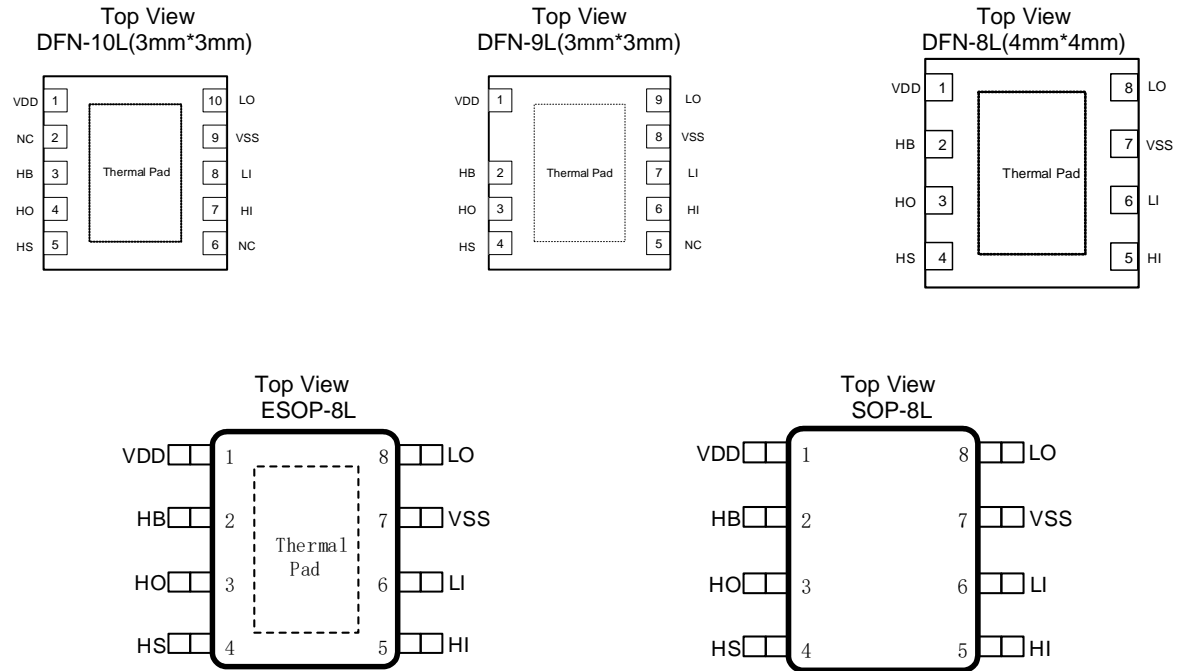 Top View
DFN-10L(3mm*3mm)
VDD 1
NC 2
HB 3
HO 4
HS 5
Thermal Pad
10 LO
9 VSS
8 LI
7 HI
6 NC
Top View
DFN-9L(3mm*3mm)
VDD 1
HB 2
HO 3
HS 4
Thermal Pad
9 LO
8 VSS
7 LI
6 HI
5 NC
Top View
DFN-8L(4mm*4mm)
VDD 1
HB 2
HO 3
HS 4
Thermal Pad
8 LO
7 VSS
6 LI
5 HI
Top View
ESOP-8L
VDD 1
HB 2
HO 3
HS 4
Thermal
Pad
8 LO
7 VSS
6 LI
5 HI
Top View
SOP-8L
VDD 1
HB 2
HO 3
HS 4
8 LO
7 VSS
6 LI
5 HI